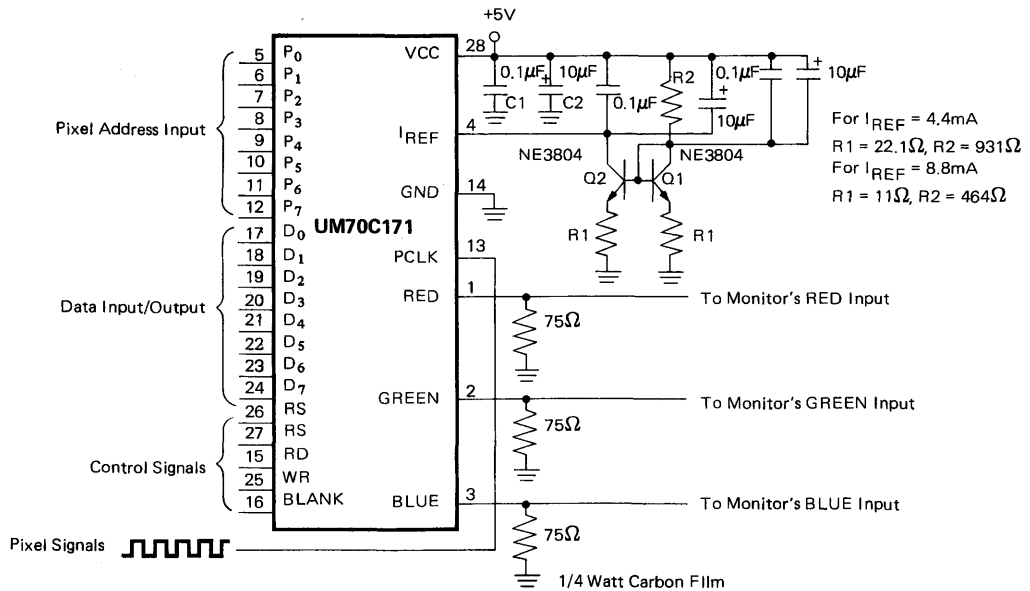 +5V
5 P0
6 P1
7 P2
8 P3
9 P4
10 P5
11 P6
12 P7
17 D0
18 D1
19 D2
20 D3
21 D4
22 D5
23 D6
24 D7
26 RS
27 RS
15 RD
25 WR
16 BLANK
Pixel Address Input
Data Input/Output
Control Signals
Pixel Signals
UM70C171
VCC 28
IREF 4
GND 14
PCLK 13
RED 1
GREEN 2
BLUE 3
0.1μF
C1
10μF
+
C2
0.1μF
R2
+
10μF
0.1μF
+
10μF
NE3804
NE3804
Q2
Q1
R1
R1
For IREF = 4.4mA
R1 = 22.1Ω, R2 = 931Ω
For IREF = 8.8mA
R1 = 11Ω, R2 = 464Ω
To Monitor's RED Input
75Ω
To Monitor's GREEN Input
75Ω
To Monitor's BLUE Input
75Ω
1/4 Watt Carbon FIlm